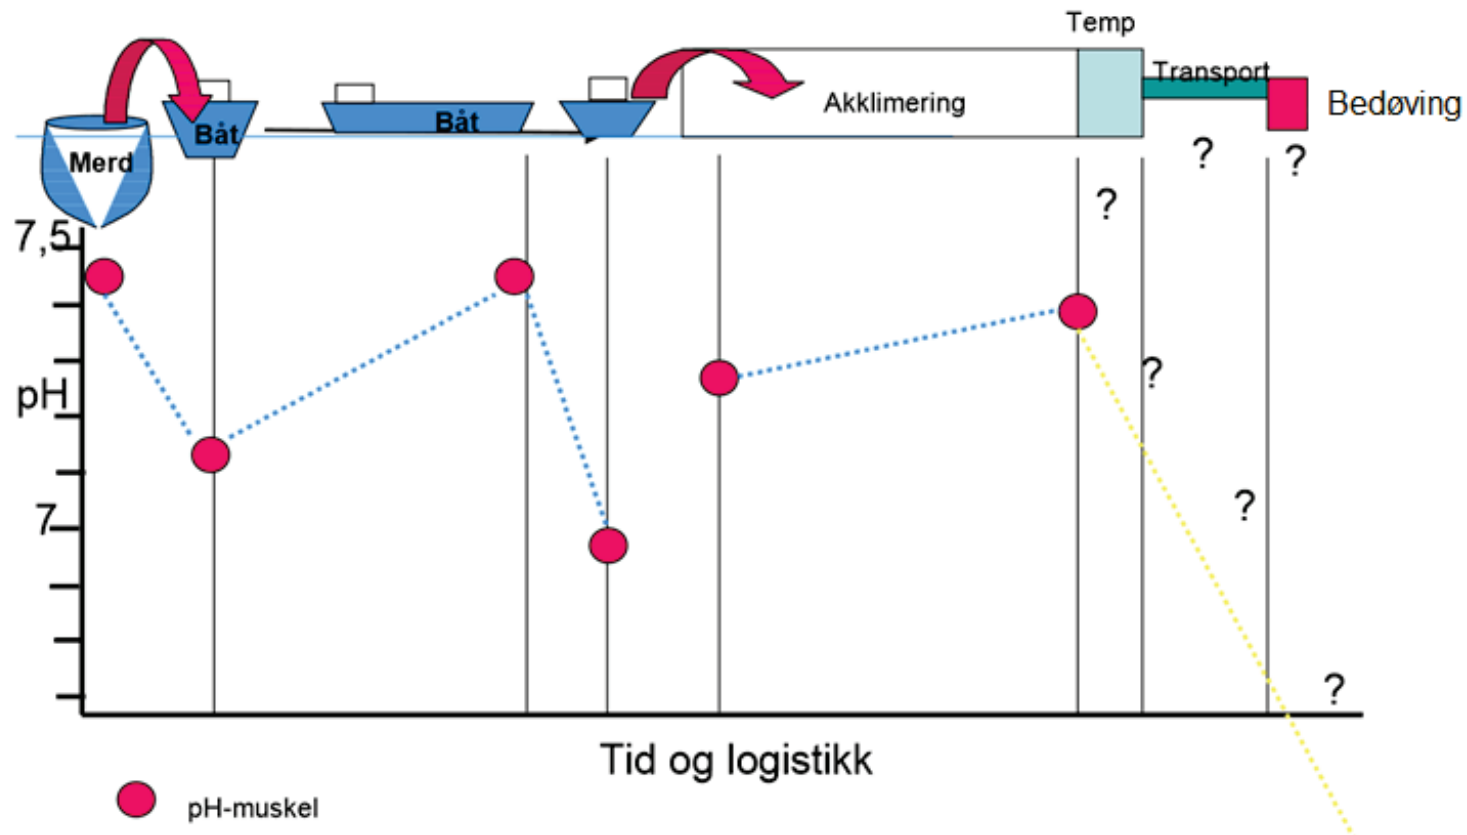 Temp
Transport
Bedøving
Akklimering
Båt
Båt
Merd
?
?
?
7,5
?
pH
?
7
?
Tid og logistikk
pH-muskel